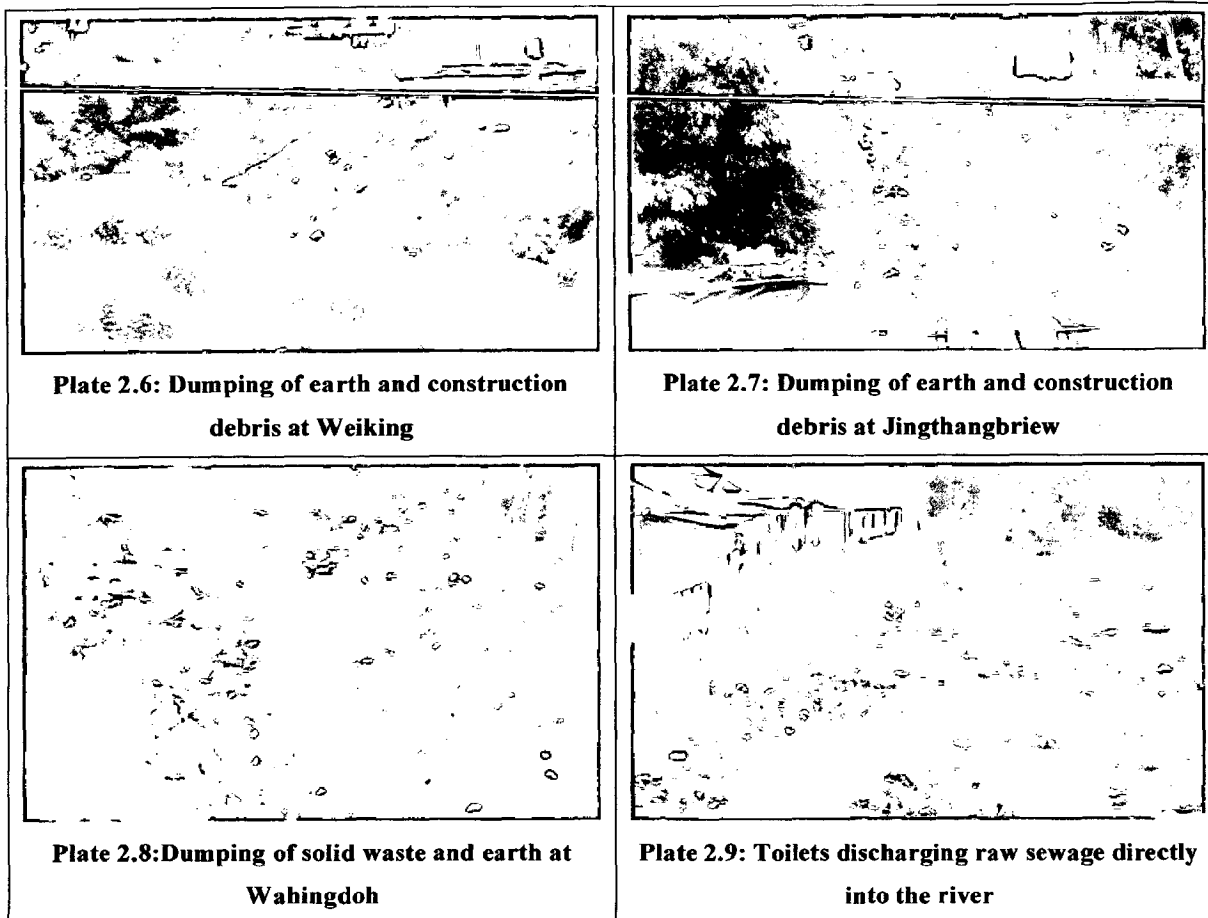 Plate 2.6: Dumping of earth and construction
debris at Weiking
Plate 2.7: Dumping of earth and construction
debris at Jingthangbriew
Plate 2.8:Dumping of solid waste and earth at
Wahingdoh
Plate 2.9: Toilets discharging raw sewage directly
into the river